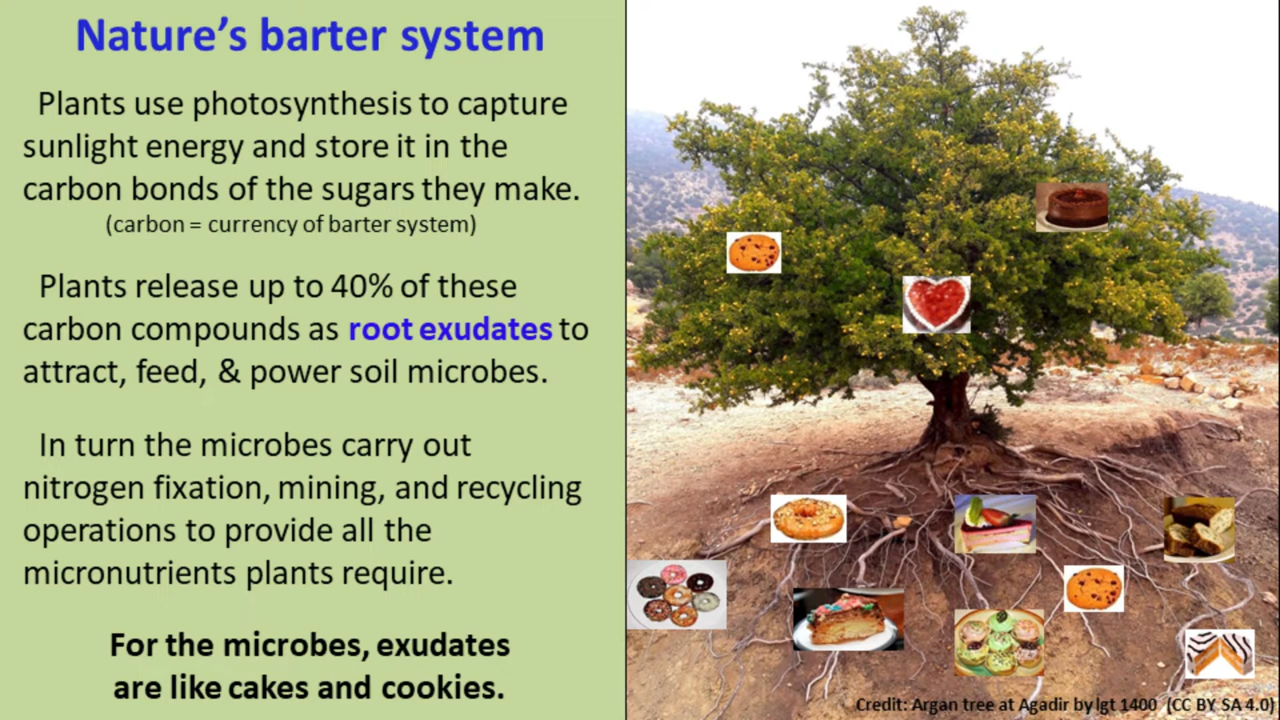 Nature's barter system
Plants use photosynthesis to capture
sunlight energy and store it in the
carbon bonds of the sugars they make.
(carbon = currency of barter system)
Plants release up to 40% of these
carbon compounds as root exudates to
attract, feed, & power soil microbes.
In turn the microbes carry out
nitrogen fixation, mining, and recycling
operations to provide all the
micronutrients plants require.
For the microbes, exudates
are like cakes and cookies.
Credit: Argan tree at Agadir by lgt 1400 (CC BY SA 4.0)